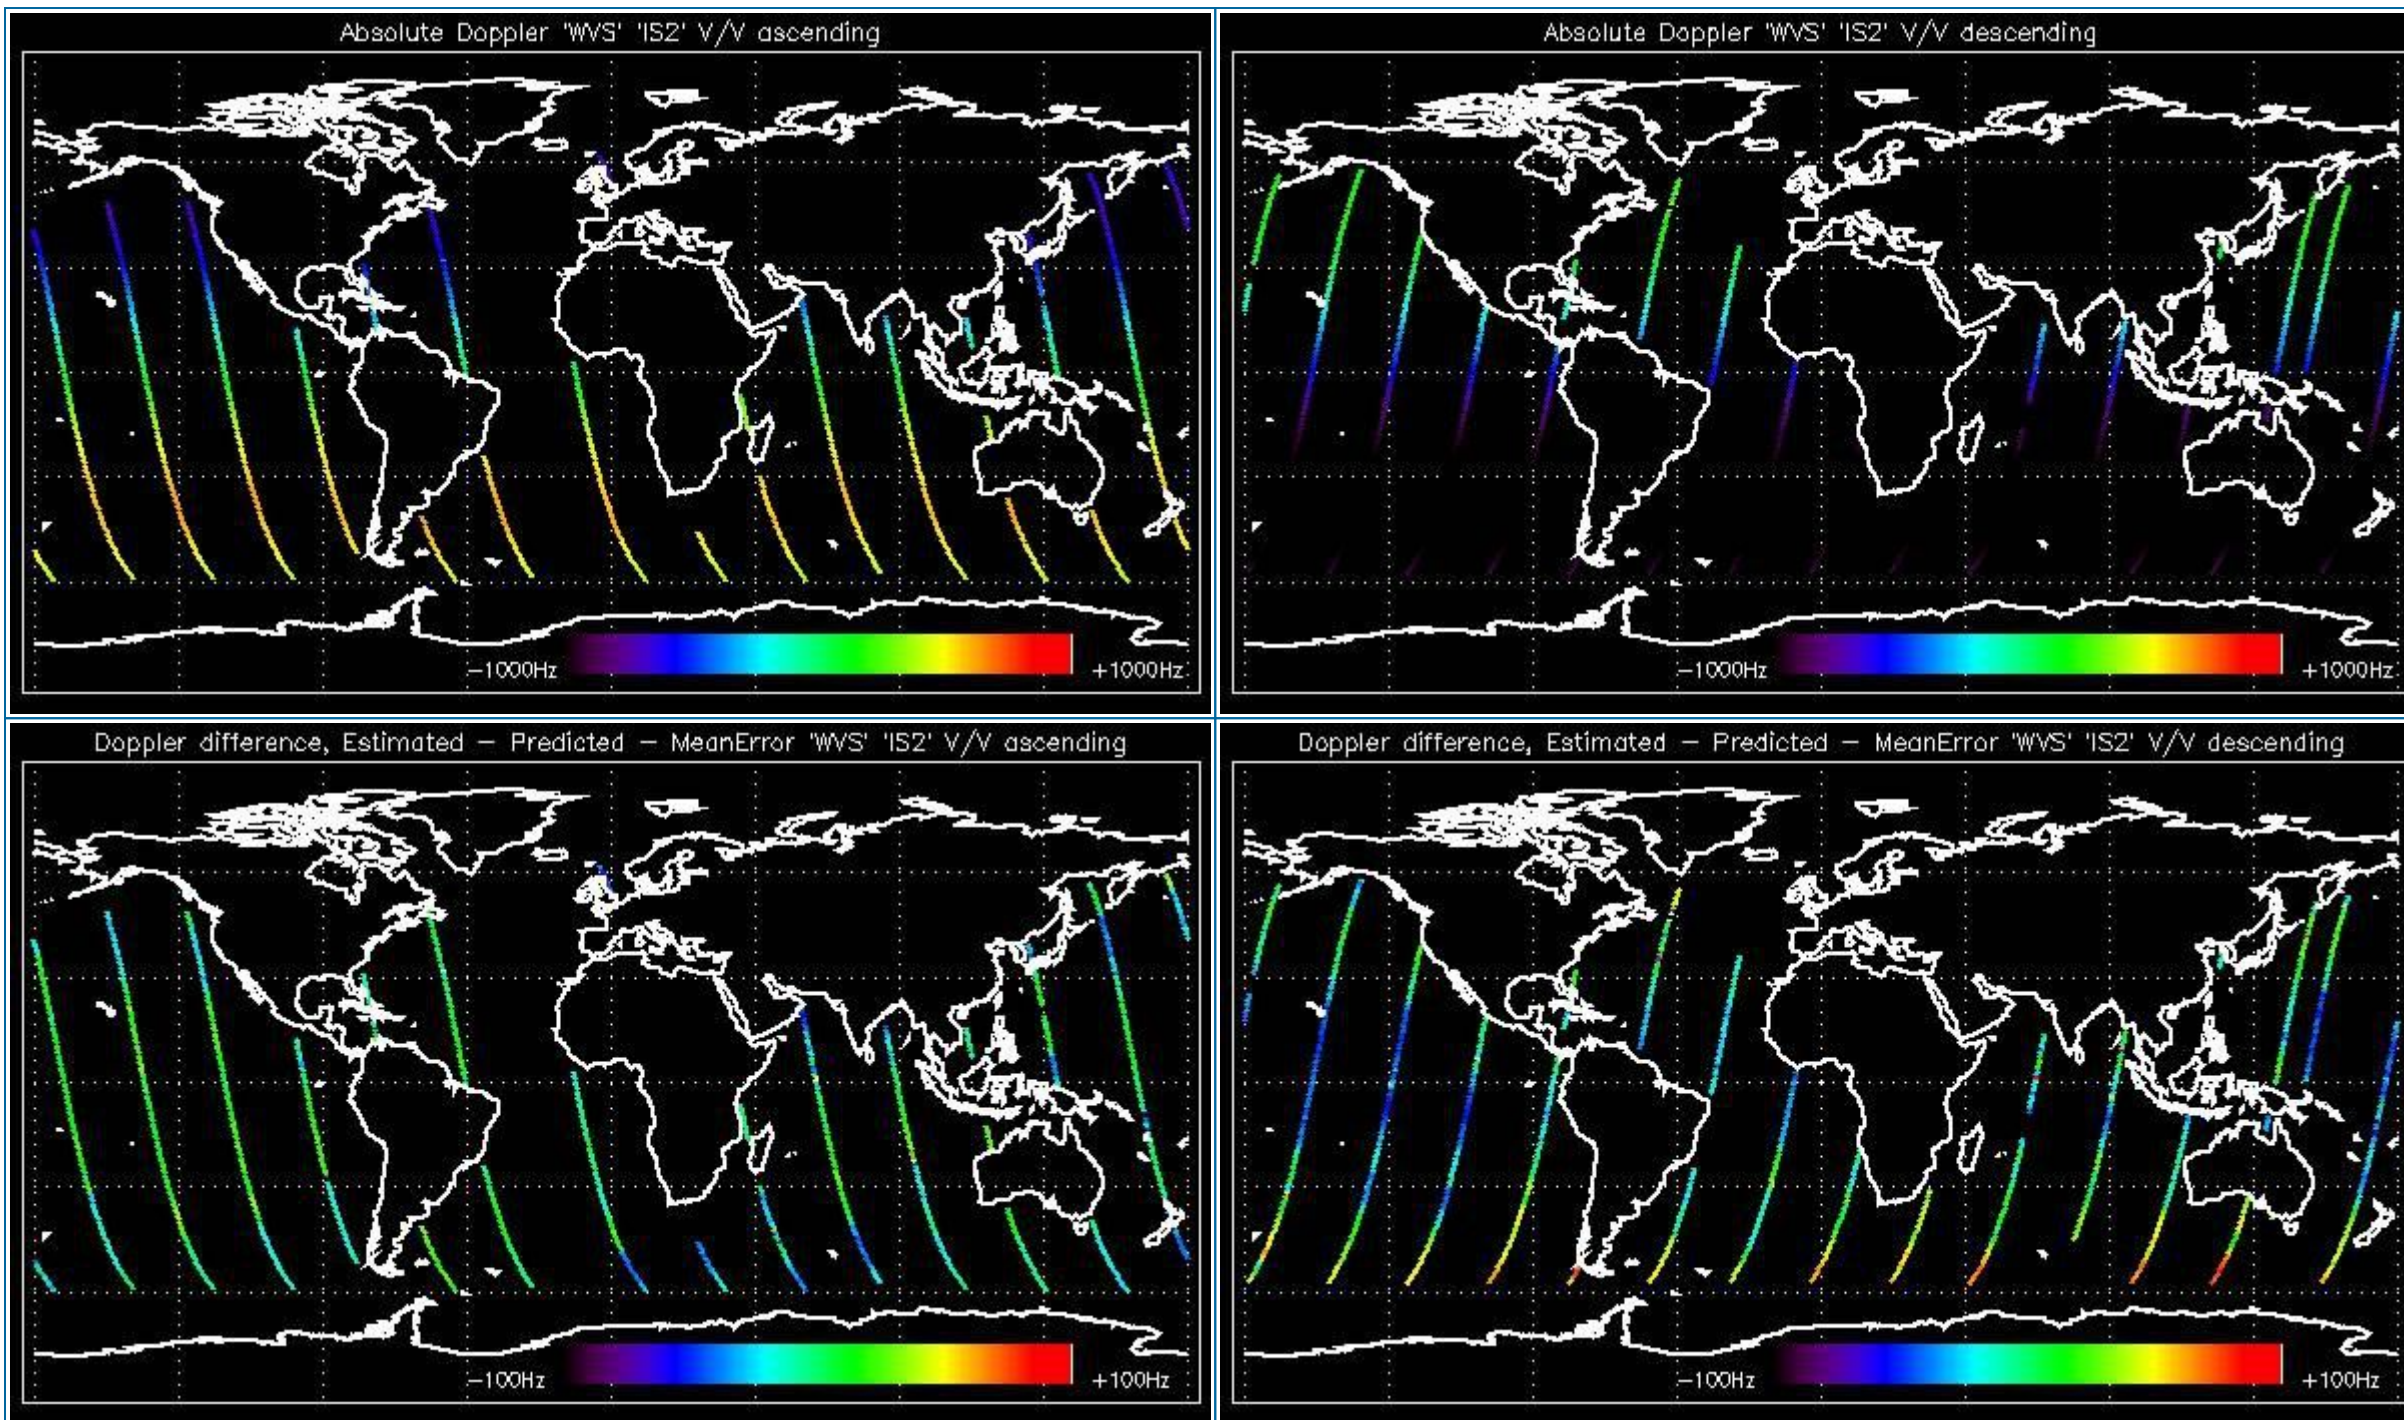 Absolute Doppler 'WVS' 'IS2' V/V ascending
-1000Hz
+1000Hz
Absolute Doppler 'WVS' 'IS2' V/V descending
-1000Hz
+1000Hz
Doppler difference, Estimated - Predicted - MeanError 'WVS' 'IS2' V/V ascending
-100Hz
+100Hz
Doppler difference, Estimated - Predicted - MeanError 'WVS' 'IS2' V/V descending
-100Hz
+100Hz